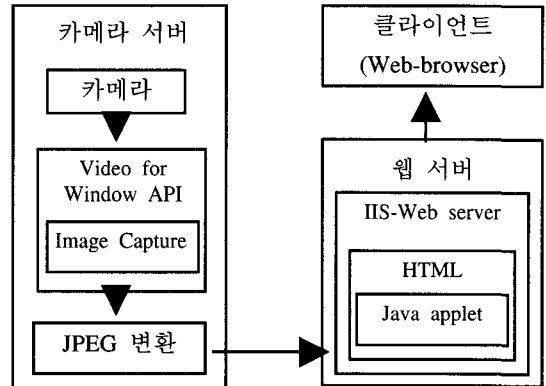 카메라 서버
카메라
Video for
Window API
Image Capture
JPEG 변환
클라이언트
(Web-browser)
웹 서버
IIS-Web server
HTML
Java applet